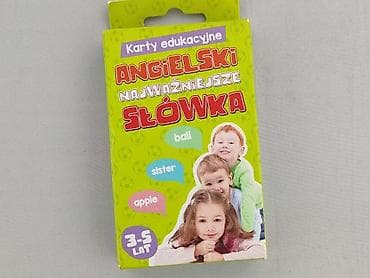 Karty edukacyjne
ANGIELSKI
NAJWAŻNIEJSZE
SŁÓWKA
ball
sister
apple
3-5
LAT